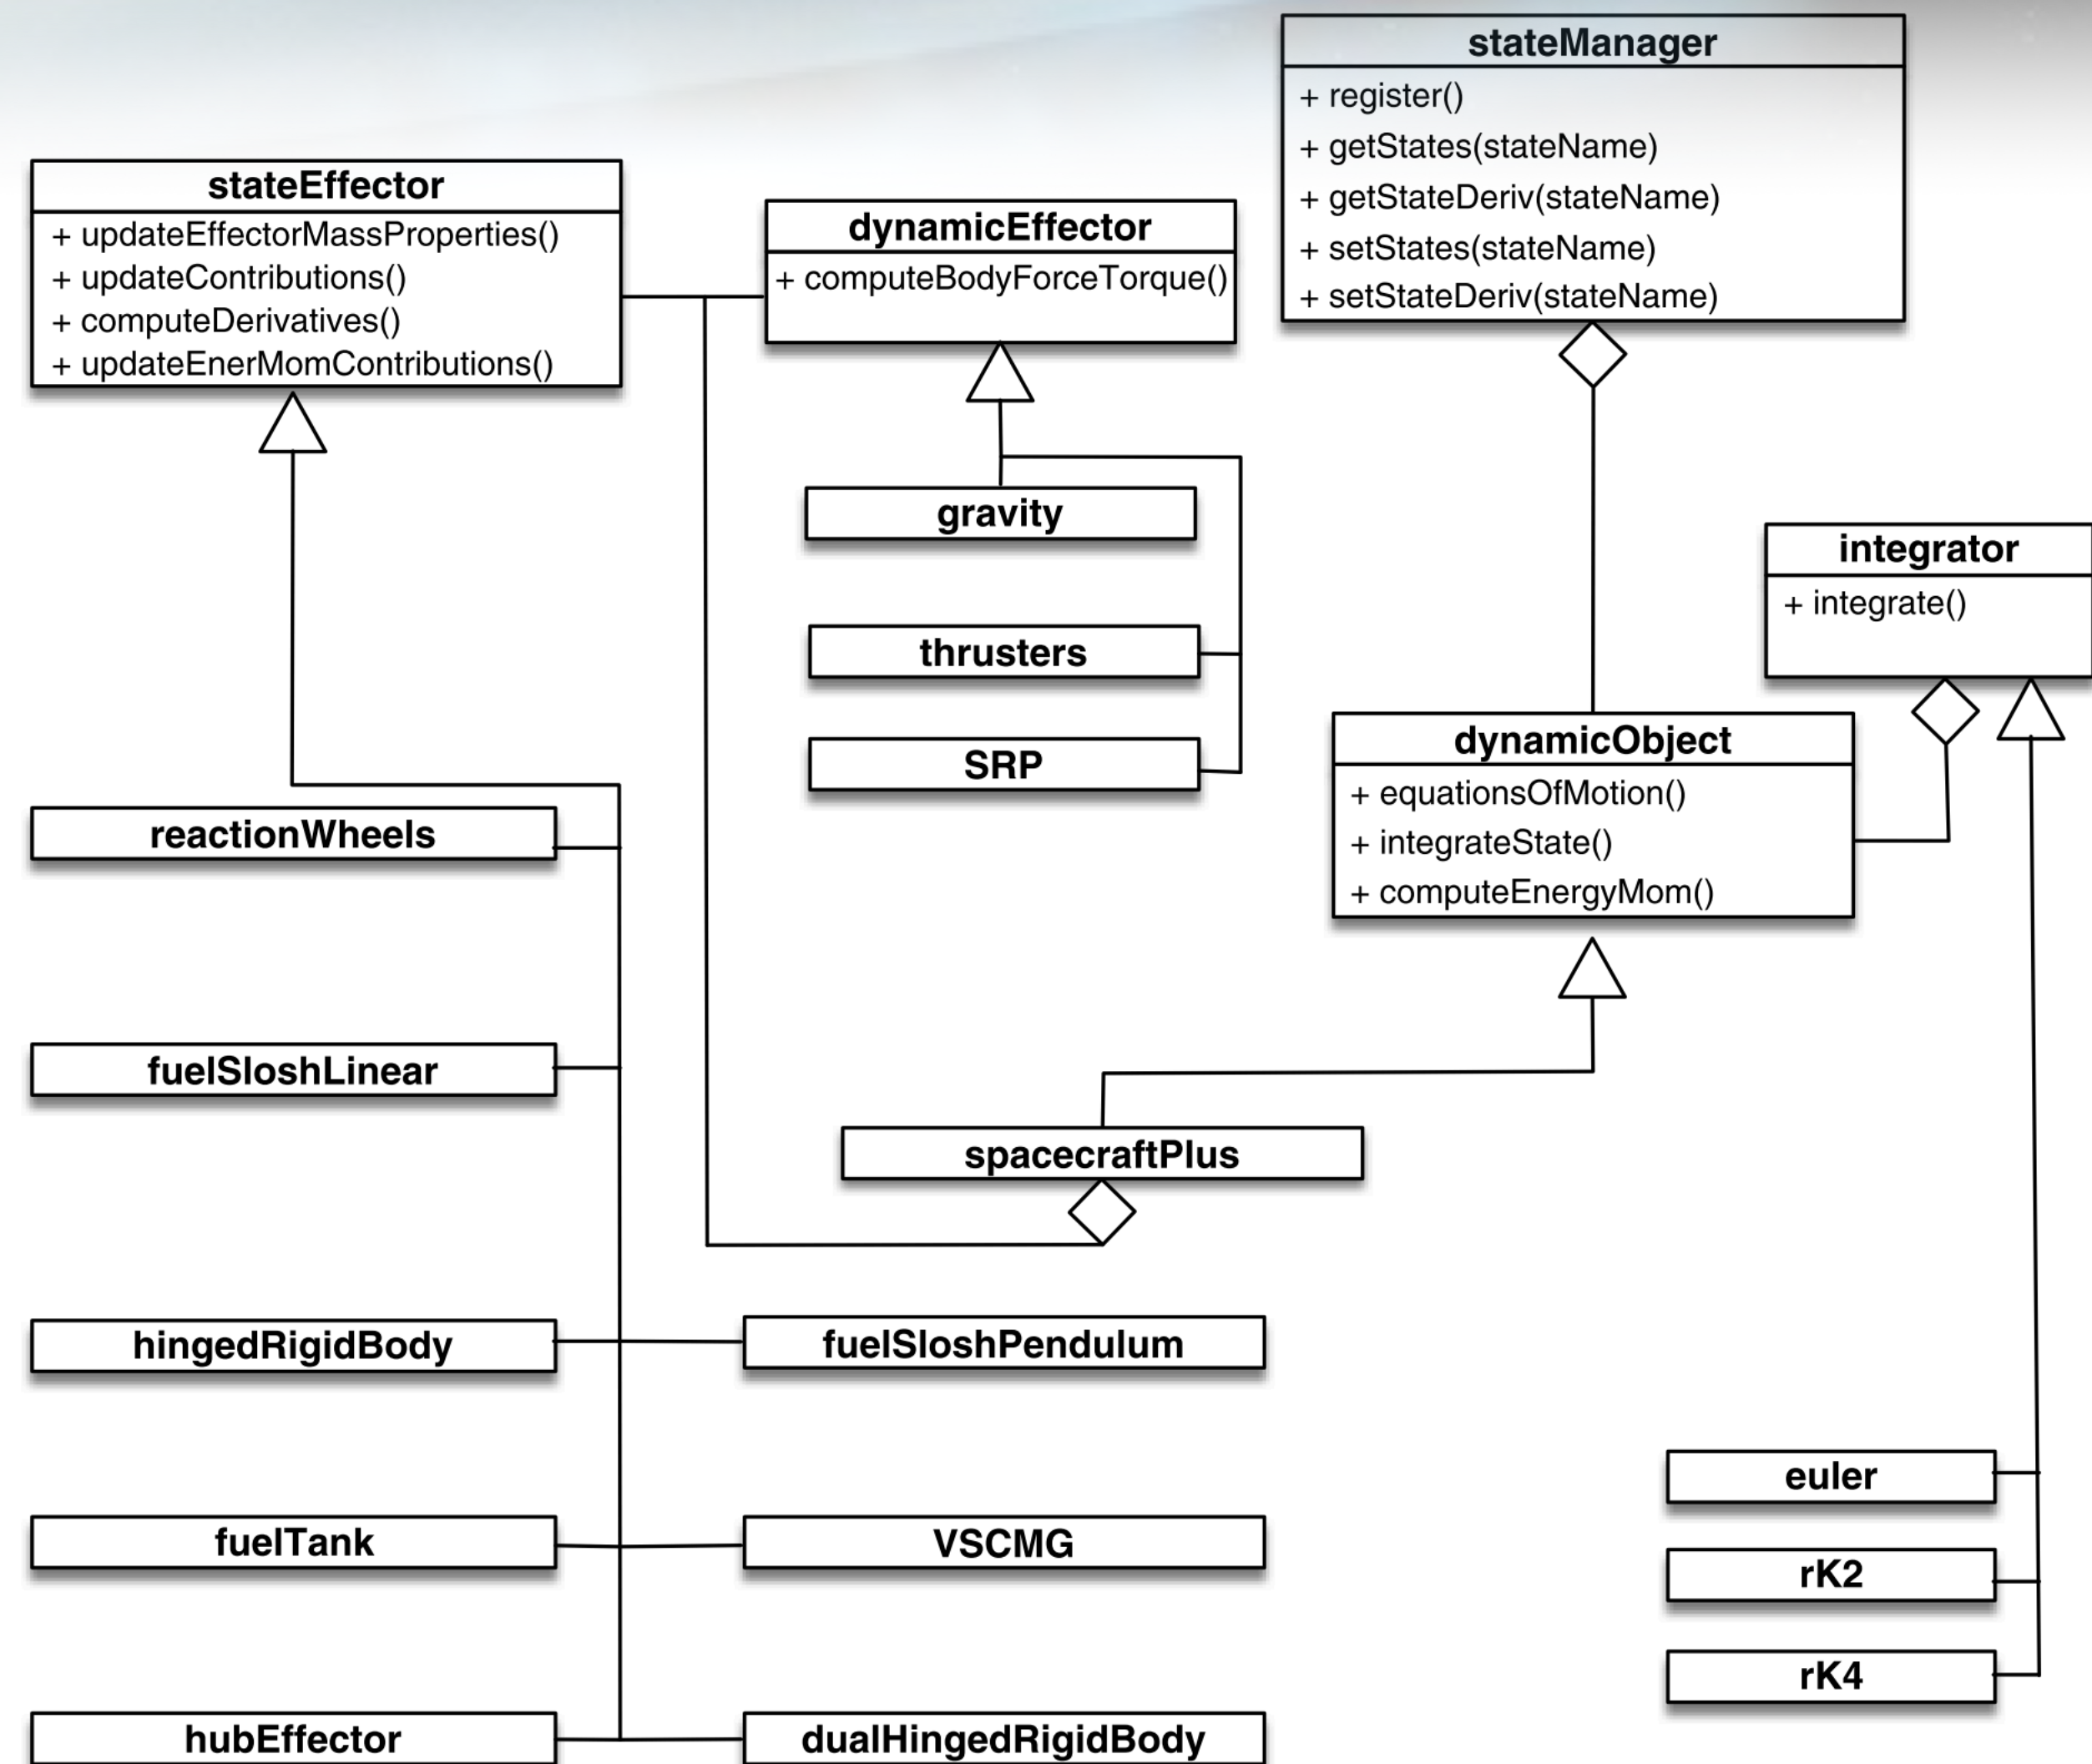 stateManager
+ register()
+ getStates(stateName)
+ getStateDeriv(stateName)
+ setStates(stateName)
+ setStateDeriv(stateName)
stateEffector
+ updateEffectorMassProperties()
+ updateContributions()
+ computeDerivatives()
+ updateEnerMomContributions()
dynamicEffector
+ computeBodyForceTorque()
gravity
thrusters
SRP
integrator
+ integrate()
dynamicObject
+ equationsOfMotion()
+ integrateState()
+ computeEnergyMom()
reactionWheels
fuelSloshLinear
spacecraftPlus
hingedRigidBody
fuelSloshPendulum
fuelTank
VSCMG
hubEffector
dualHingedRigidBody
euler
rK2
rK4